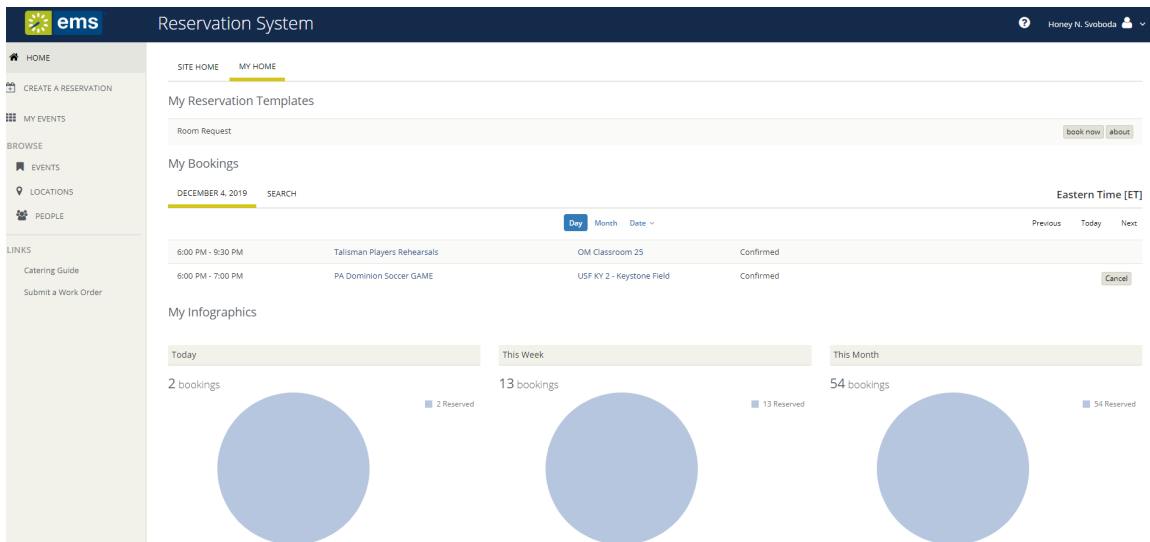 ems
Reservation System
Honey N. Svoboda
HOME
CREATE A RESERVATION
MY EVENTS
BROWSE
EVENTS
LOCATIONS
PEOPLE
LINKS
Catering Guide
Submit a Work Order
SITE HOME MY HOME
My Reservation Templates
Room Request book now about
My Bookings
DECEMBER 4, 2019 SEARCH Eastern Time [ET]
Day Month Date Previous Today Next
6:00 PM - 9:30 PM Talisman Players Rehearsals OM Classroom 25 Confirmed
6:00 PM - 7:00 PM PA Dominion Soccer GAME USF KY 2 - Keystone Field Confirmed Cancel
My Infographics
Today This Week This Month
2 bookings 13 bookings 54 bookings
2 Reserved 13 Reserved 54 Reserved